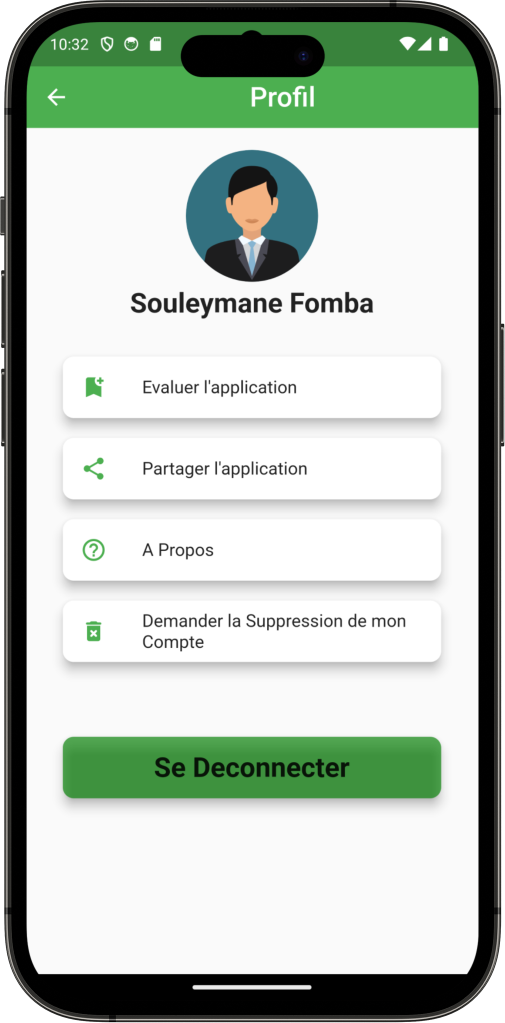 10:32
Profil
Souleymane Fomba
Evaluer l'application
Partager l'application
A Propos
Demander la Suppression de mon
Compte
Se Deconnecter